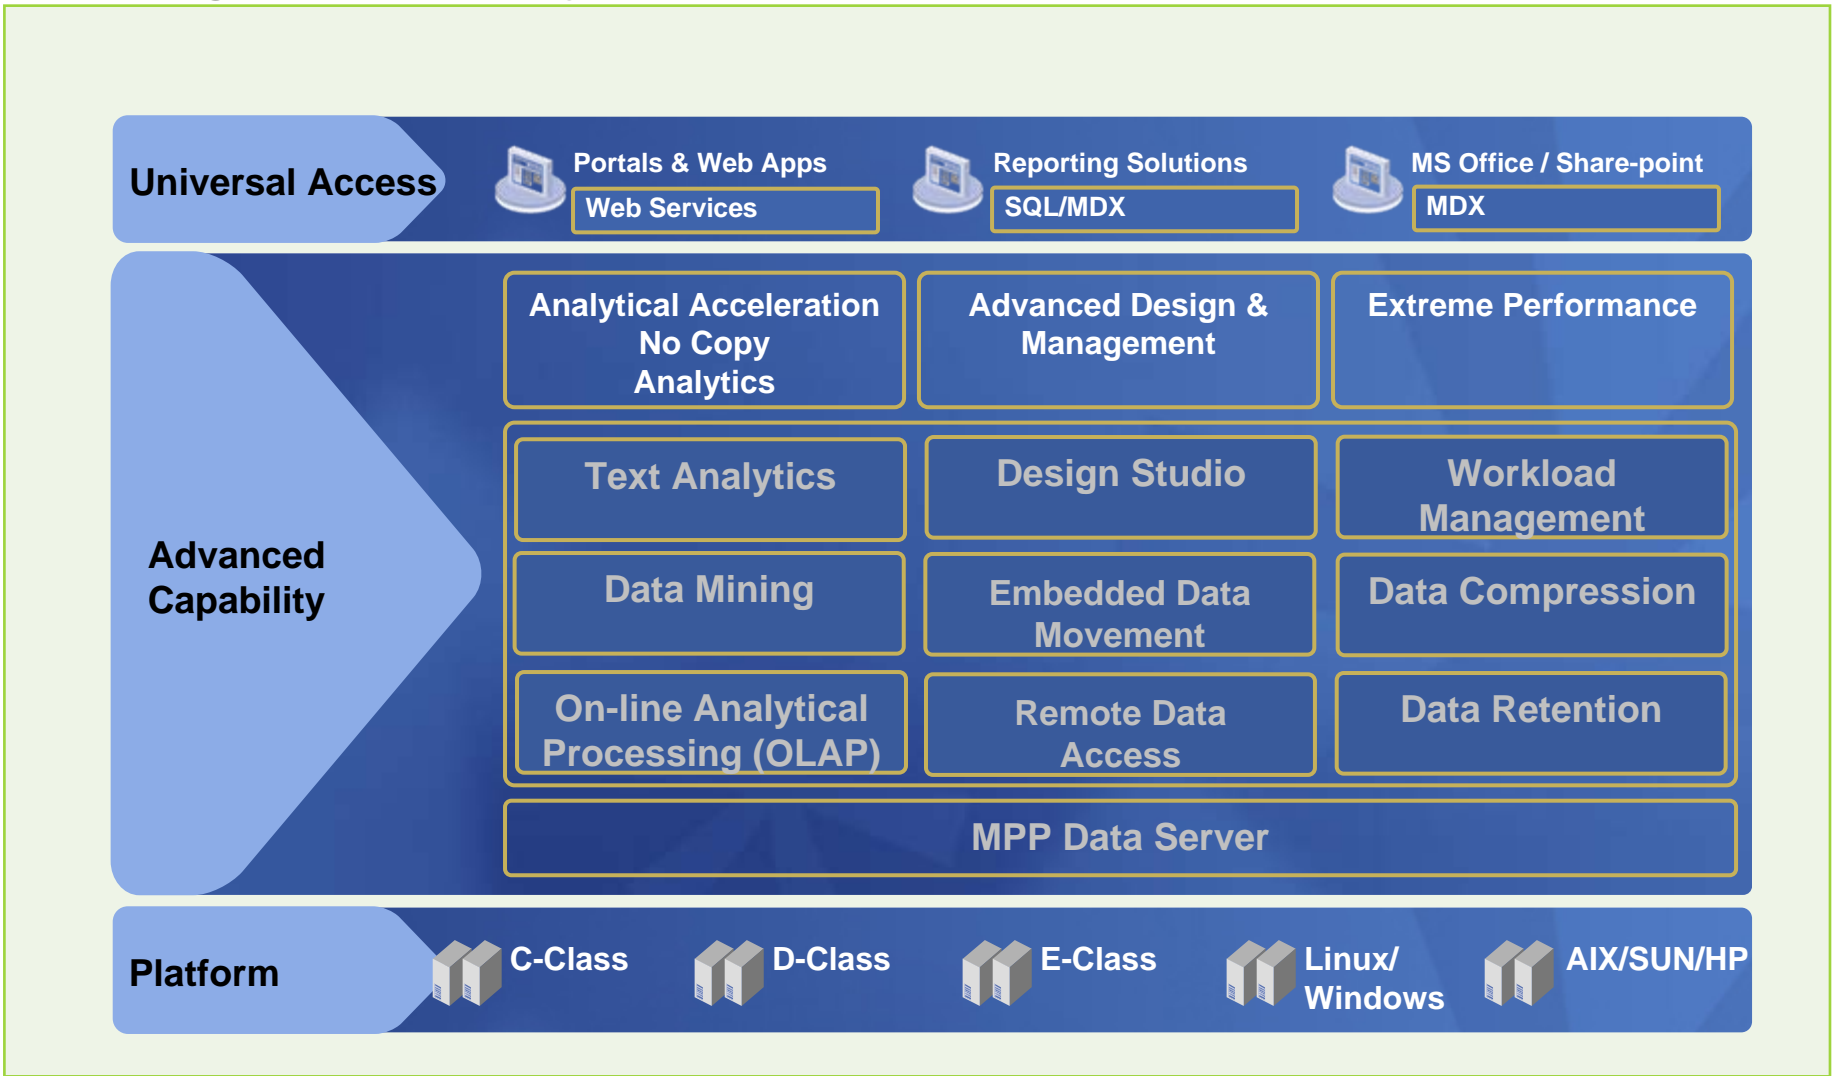 Universal Access
Portals & Web Apps
Web Services
Reporting Solutions
SQL/MDX
MS Office / Share-point
MDX
Advanced
Capability
Analytical Acceleration
No Copy
Analytics
Advanced Design &
Management
Extreme Performance
Text Analytics
Design Studio
Workload
Management
Data Mining
Embedded Data
Movement
Data Compression
On-line Analytical
Processing (OLAP)
Remote Data
Access
Data Retention
MPP Data Server
Platform
C-Class
D-Class
E-Class
Linux/
Windows
AIX/SUN/HP